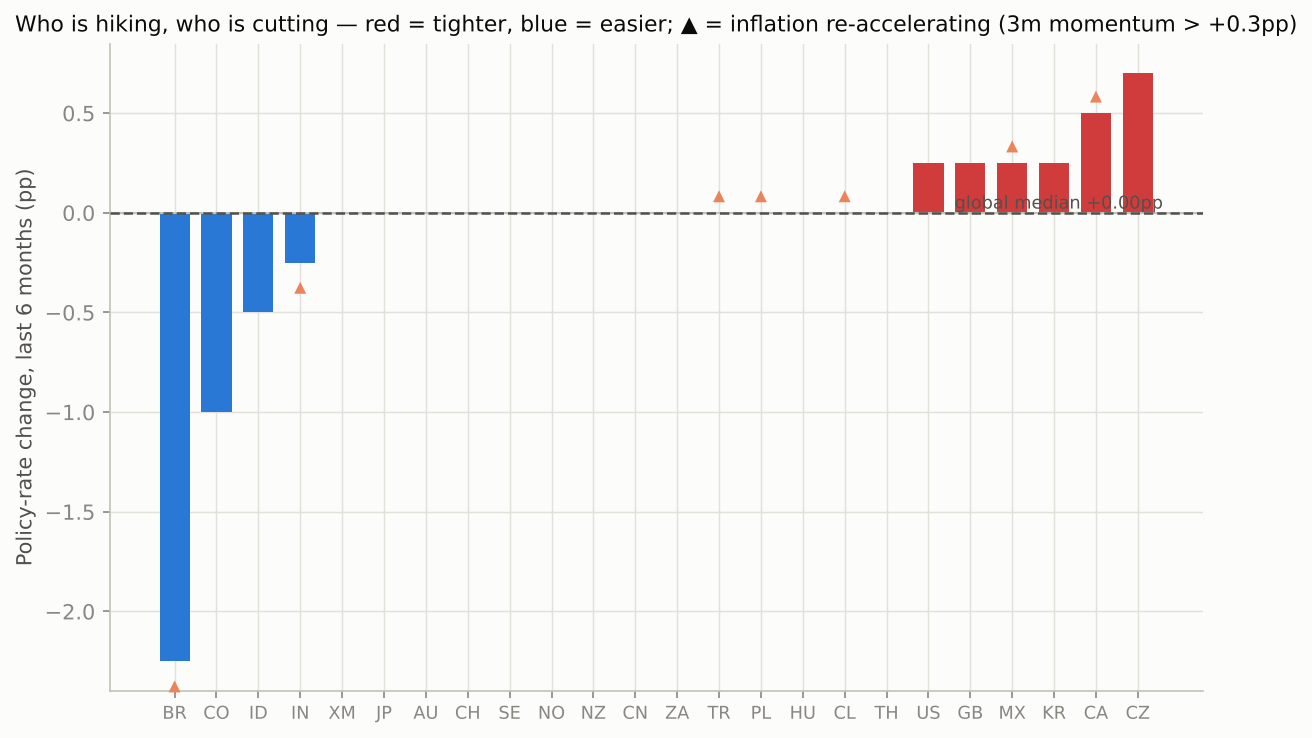 Who is hiking, who is cutting — red = tighter, blue = easier; ▲ = inflation re-accelerating (3m momentum > +0.3pp)
Policy-rate change, last 6 months (pp)
0.5
0.0
−0.5
−1.0
−1.5
−2.0
global median +0.00pp
BR CO ID IN XM JP AU CH SE NO NZ CN ZA TR PL HU CL TH US GB MX KR CA CZ